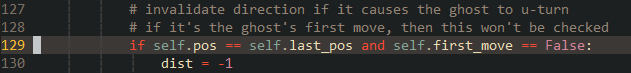 127 # invalidate direction if it causes the ghost to u-turn
128 # if it's the ghost's first move, then this won't be checked
129 if self.pos == self.last_pos and self.first_move == False:
130 dist = -1